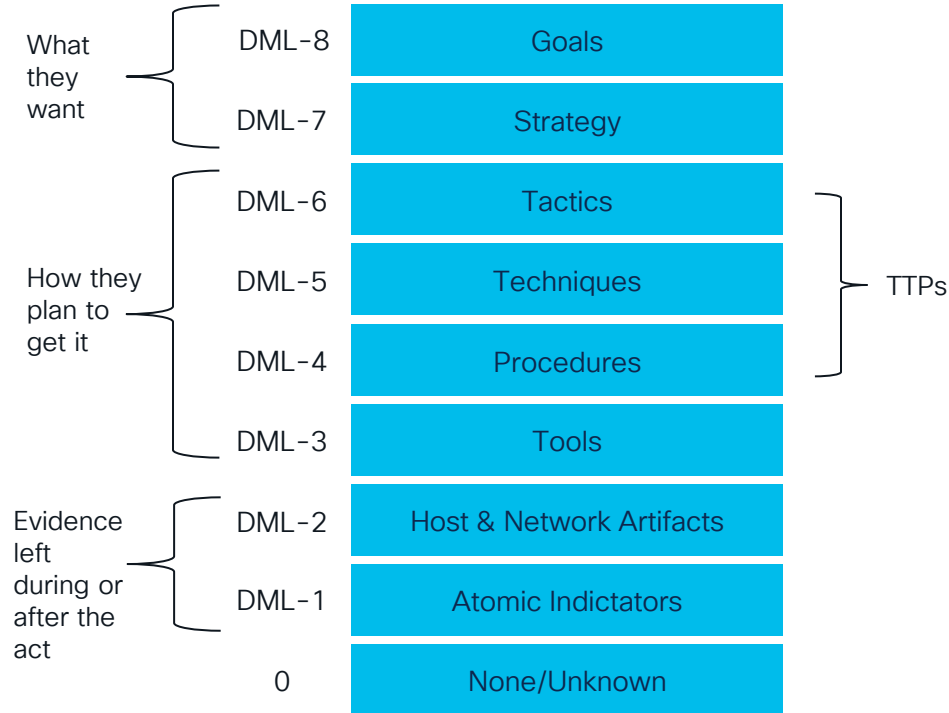 What
they
want
DML-8
Goals
DML-7
Strategy
How they
plan to
get it
DML-6
Tactics
DML-5
Techniques
DML-4
Procedures
DML-3
Tools
TTPs
Evidence
left
during or
after the
act
DML-2
Host & Network Artifacts
DML-1
Atomic Indictators
0
None/Unknown